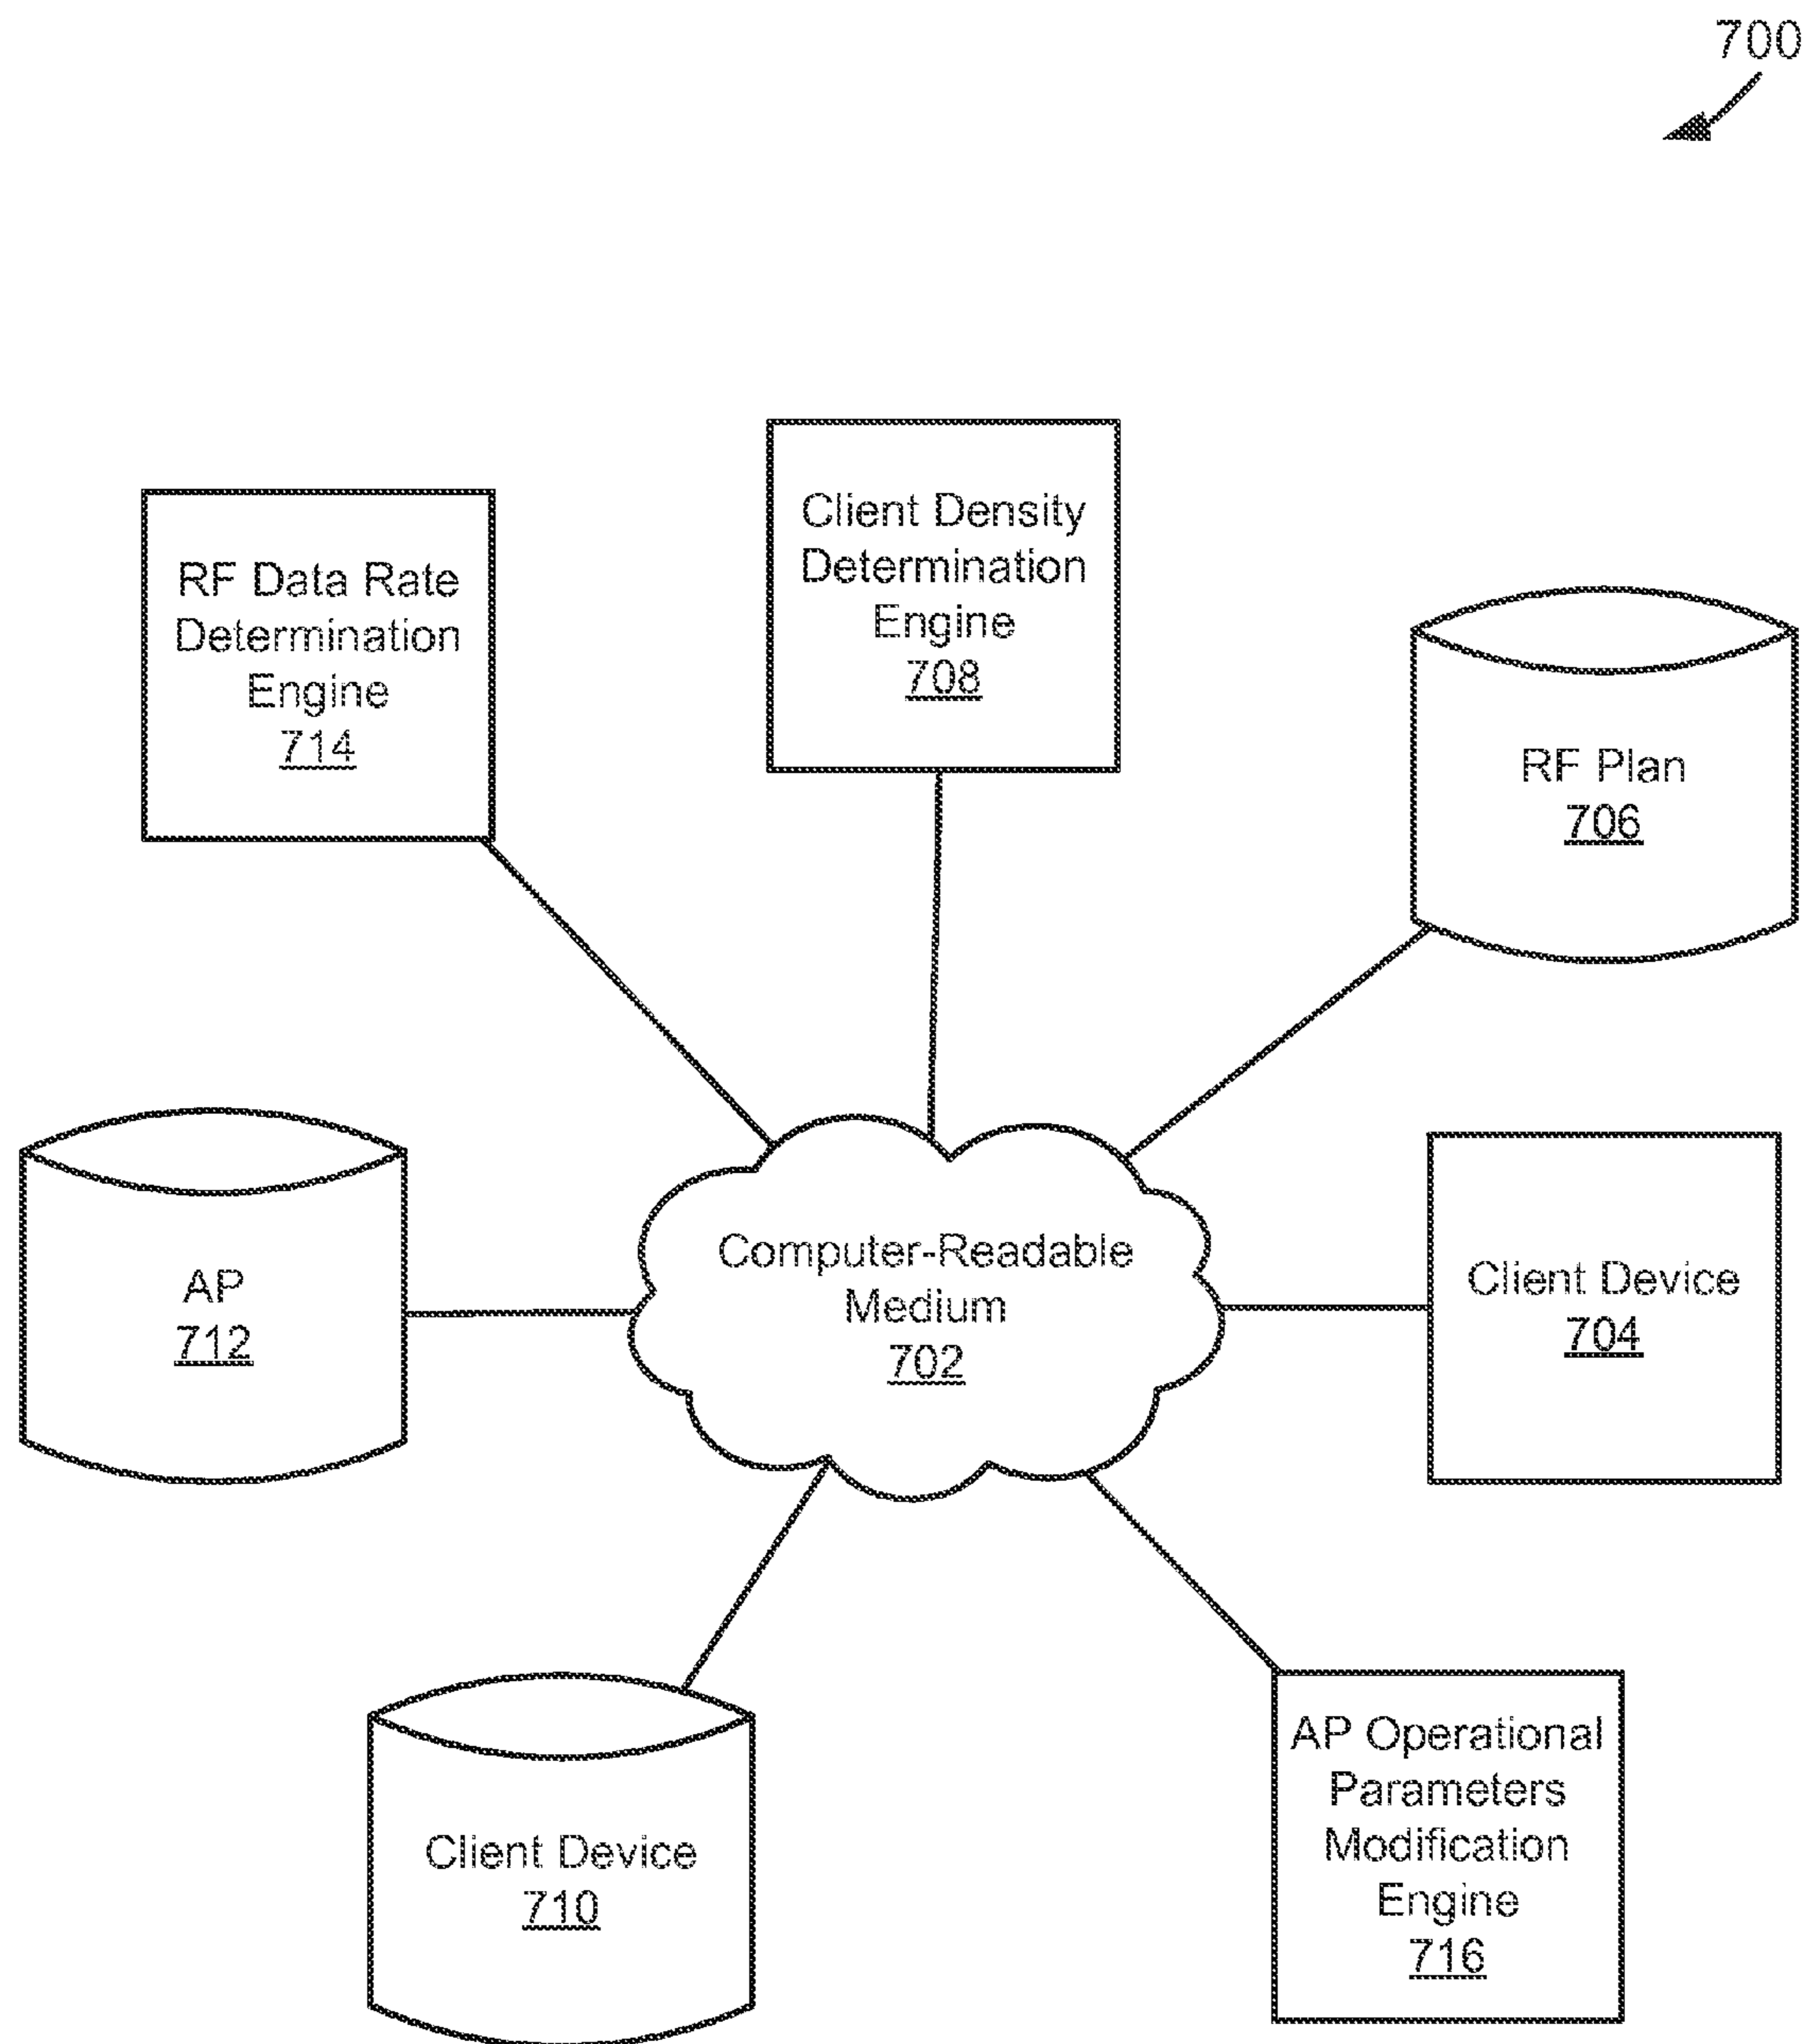 700
Client Density
Determination
Engine
708
RF Data Rate
Determination
Engine
714
RF Plan
706
Computer-Readable
Medium
702
Client Device
704
AP
712
AP Operational
Parameters
Modification
Engine
716
Client Device
710